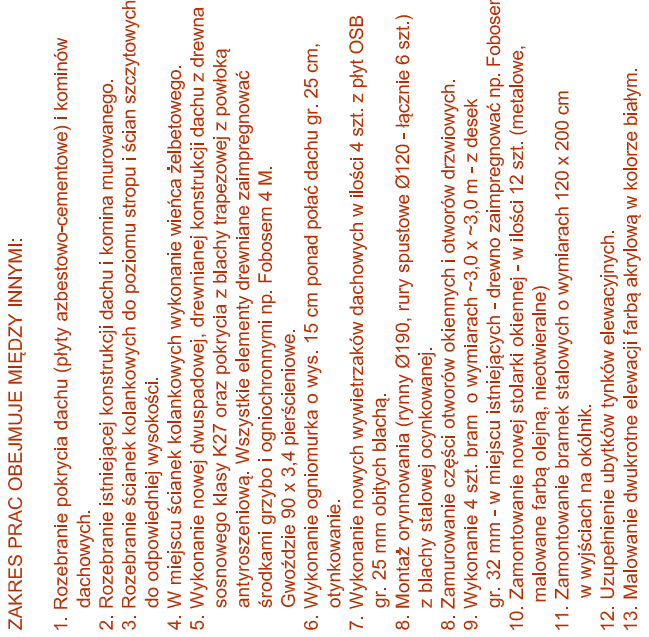 ZAKRES PRAC OBEJMUJE MIĘDZY INNYMI:
1. Rozebranie pokrycia dachu (płyty azbestowo-cementowe) i kominów
dachowych.
2. Rozebranie istniejącej konstrukcji dachu i komina murowanego.
3. Rozebranie ścianek kolankowych do poziomu stropu i ścian szczytowych
do odpowiedniej wysokości.
4. W miejscu ścianek kolankowych wykonanie wieńca żelbetowego.
5. Wykonanie nowej dwuspadowej, drewnianej konstrukcji dachu z drewna
sosnowego klasy K27 oraz pokrycia z blachy trapezowej z powłoką
antyroszeniową. Wszystkie elementy drewniane zaimpregnować
środkami grzybo i ogniochronnymi np. Fobosem 4 M.
Gwoździe 90 x 3,4 pierścieniowe.
6. Wykonanie ogniomurka o wys. 15 cm ponad połać dachu gr. 25 cm,
otynkowanie.
7. Wykonanie nowych wywietrzaków dachowych w ilości 4 szt. z płyt OSB
gr. 25 mm obitych blachą.
8. Montaż orynnowania (rynny Ø190, rury spustowe Ø120 - łącznie 6 szt.)
z blachy stalowej ocynkowanej.
8. Zamurowanie części otworów okiennych i otworów drzwiowych.
9. Wykonanie 4 szt. bram o wymiarach ~3,0 x ~3,0 m - z desek
gr. 32 mm - w miejscu istniejących - drewno zaimpregnować np. Fobosem
10. Zamontowanie nowej stolarki okiennej - w ilości 12 szt. (metalowe,
malowane farbą olejną, nieotwieralne)
11. Zamontowanie bramek stalowych o wymiarach 120 x 200 cm
w wyjściach na okólnik.
12. Uzupełnienie ubytków tynków elewacyjnych.
13. Malowanie dwukrotne elewacji farbą akrylową w kolorze białym.